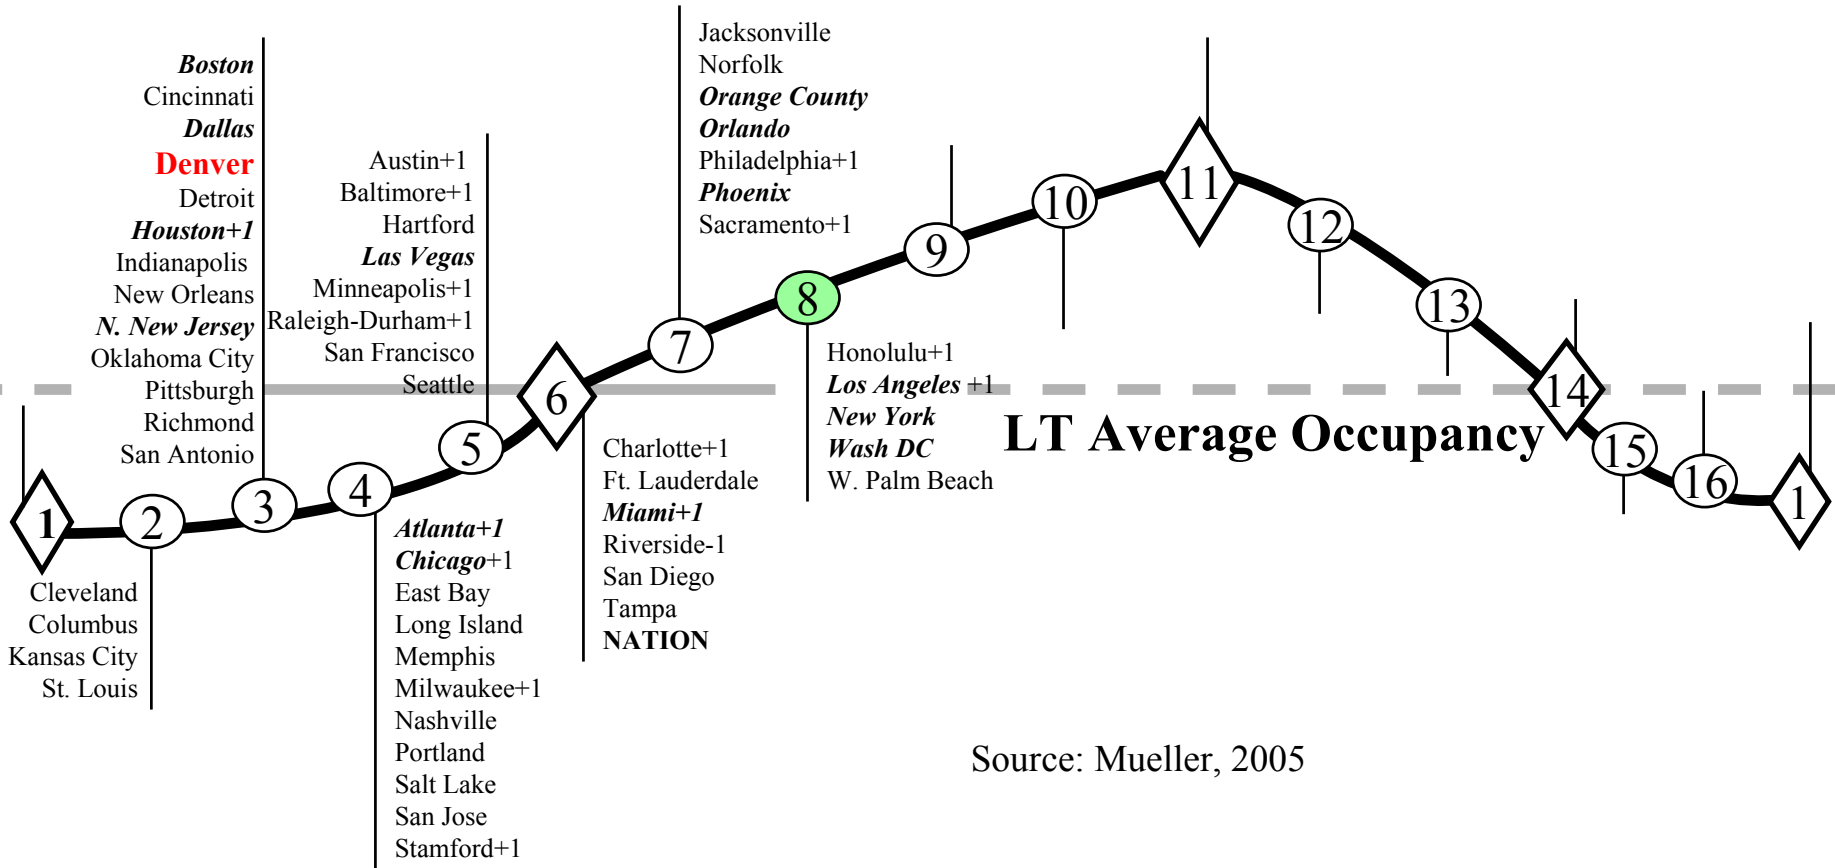 Boston
Cincinnati
Dallas
Denver
Detroit
Houston+1
Indianapolis
New Orleans
N. New Jersey
Oklahoma City
Pittsburgh
Richmond
San Antonio
Austin+1
Baltimore+1
Hartford
Las Vegas
Minneapolis+1
Raleigh-Durham+1
San Francisco
Seattle
Jacksonville
Norfolk
Orange County
Orlando
Philadelphia+1
Phoenix
Sacramento+1
1
2
3
4
5
6
7
8
9
10
11
12
13
14
15
16
1
Honolulu+1
Los Angeles +1
New York
Wash DC
W. Palm Beach
LT Average Occupancy
Charlotte+1
Ft. Lauderdale
Miami+1
Riverside-1
San Diego
Tampa
NATION
Cleveland
Columbus
Kansas City
St. Louis
Atlanta+1
Chicago+1
East Bay
Long Island
Memphis
Milwaukee+1
Nashville
Portland
Salt Lake
San Jose
Stamford+1
Source: Mueller, 2005